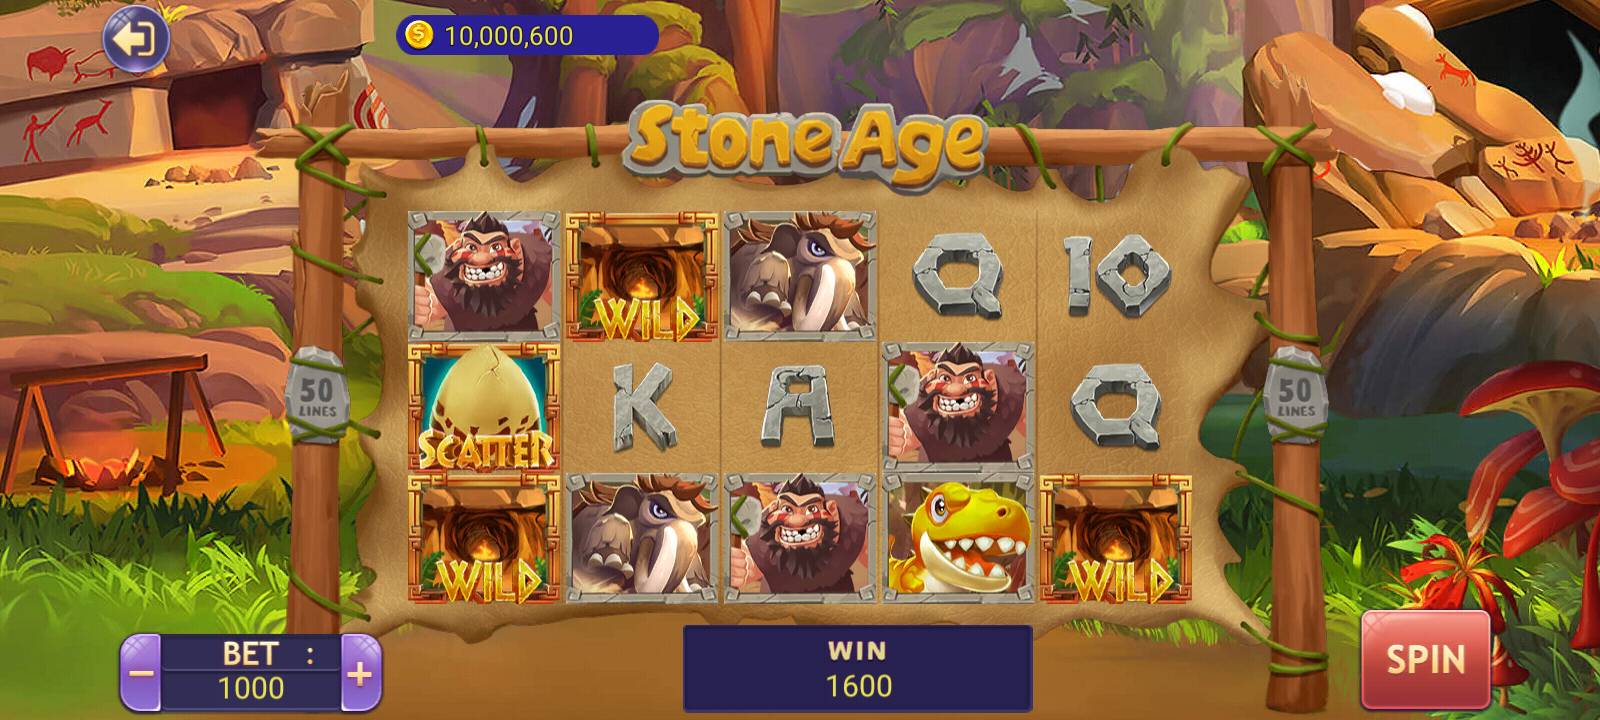 10,000,600
Stone Age
WILD
Q
10
50
LINES
SCATTER
K
A
Q
50
LINES
WILD
WILD
BET :
1000
WIN
1600
SPIN